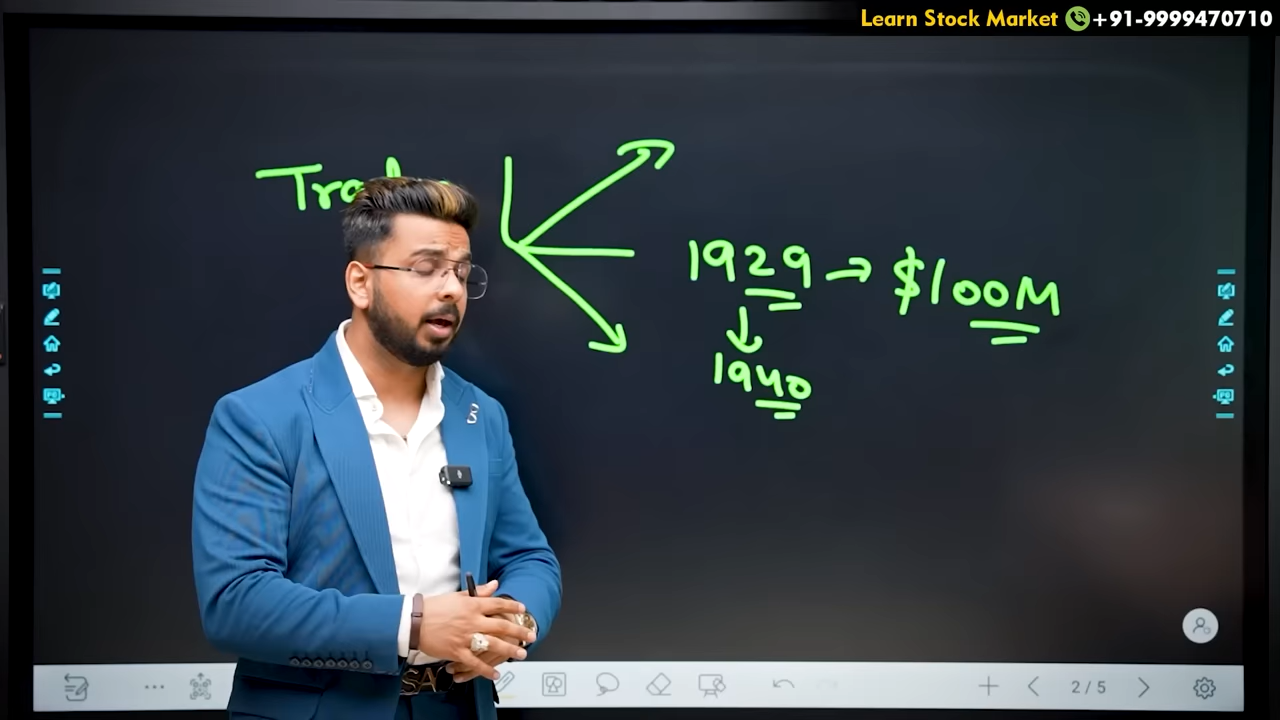 Learn Stock Market +91-9999470710
1929 → $100M
↓
1940
2/5